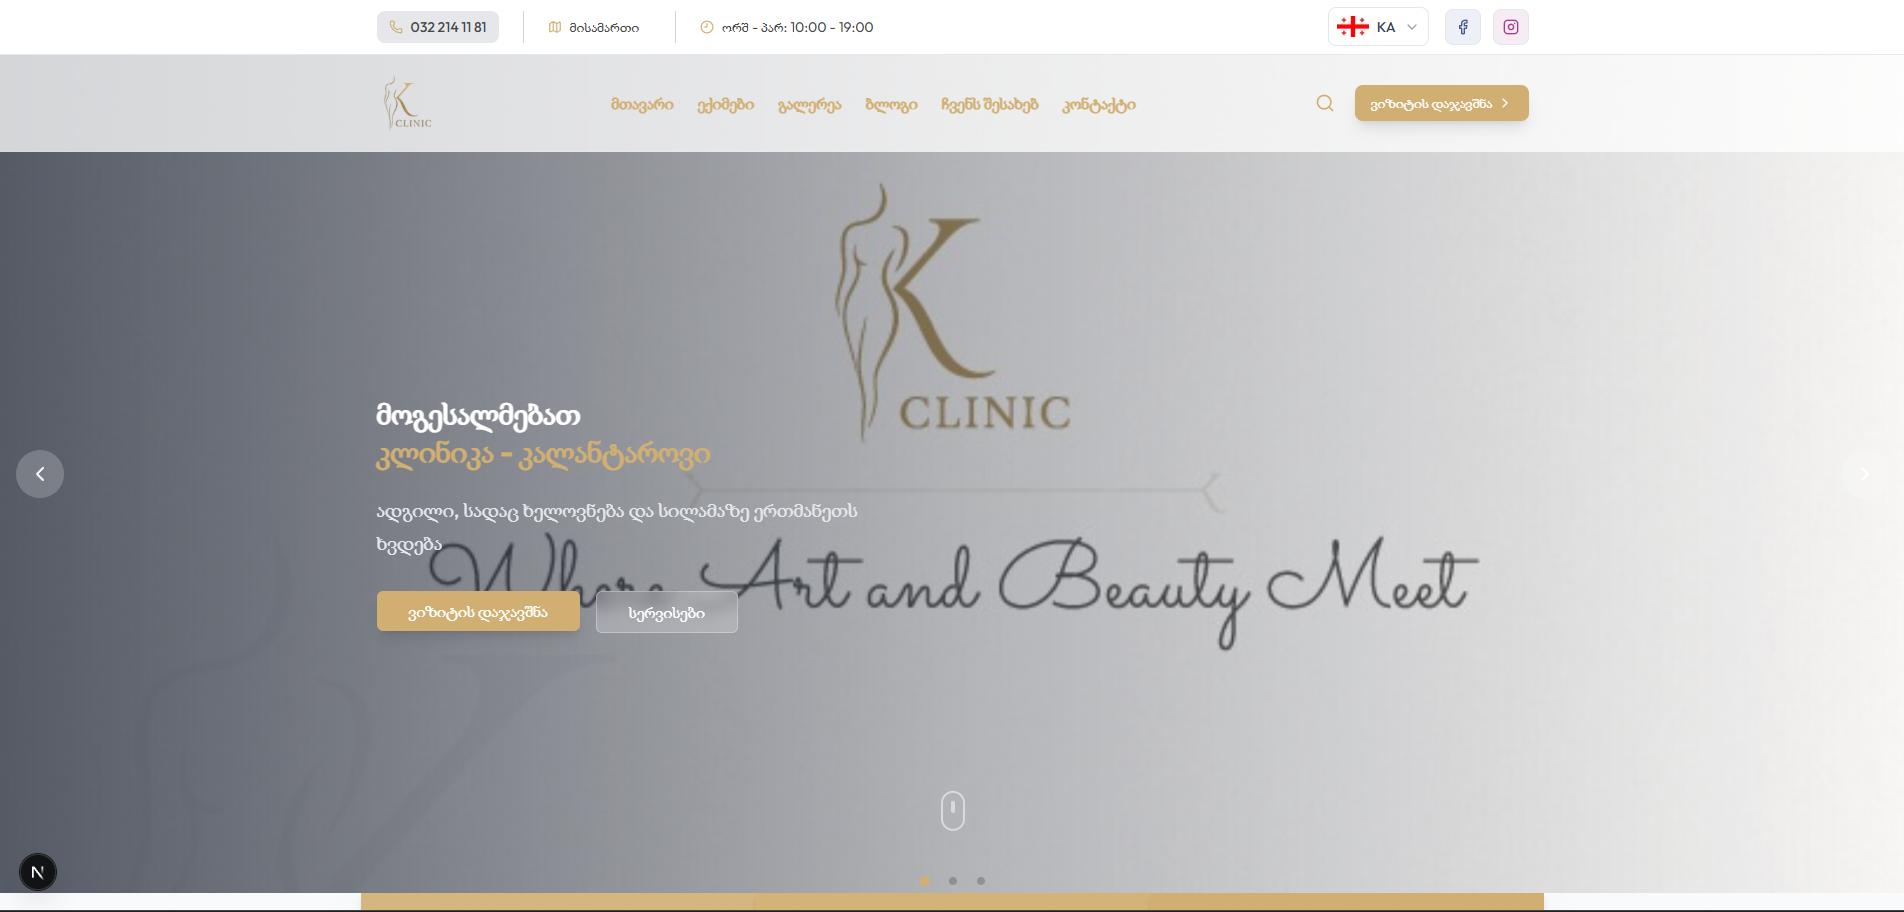 032 214 11 81
მისამართი
ორშ - პარ: 10:00 - 19:00
KA
K
CLINIC
მთავარი
ექიმები
გალერეა
ბლოგი
ჩვენს შესახებ
კონტაქტი
ვიზიტის დაჯავშნა
K
CLINIC
მოგესალმებათ
კლინიკა - კალანტაროვი
ადგილი, სადაც ხელოვნება და სილამაზე ერთმანეთს
ხვდება
Where Art and Beauty Meet
ვიზიტის დაჯავშნა
სერვისები
N